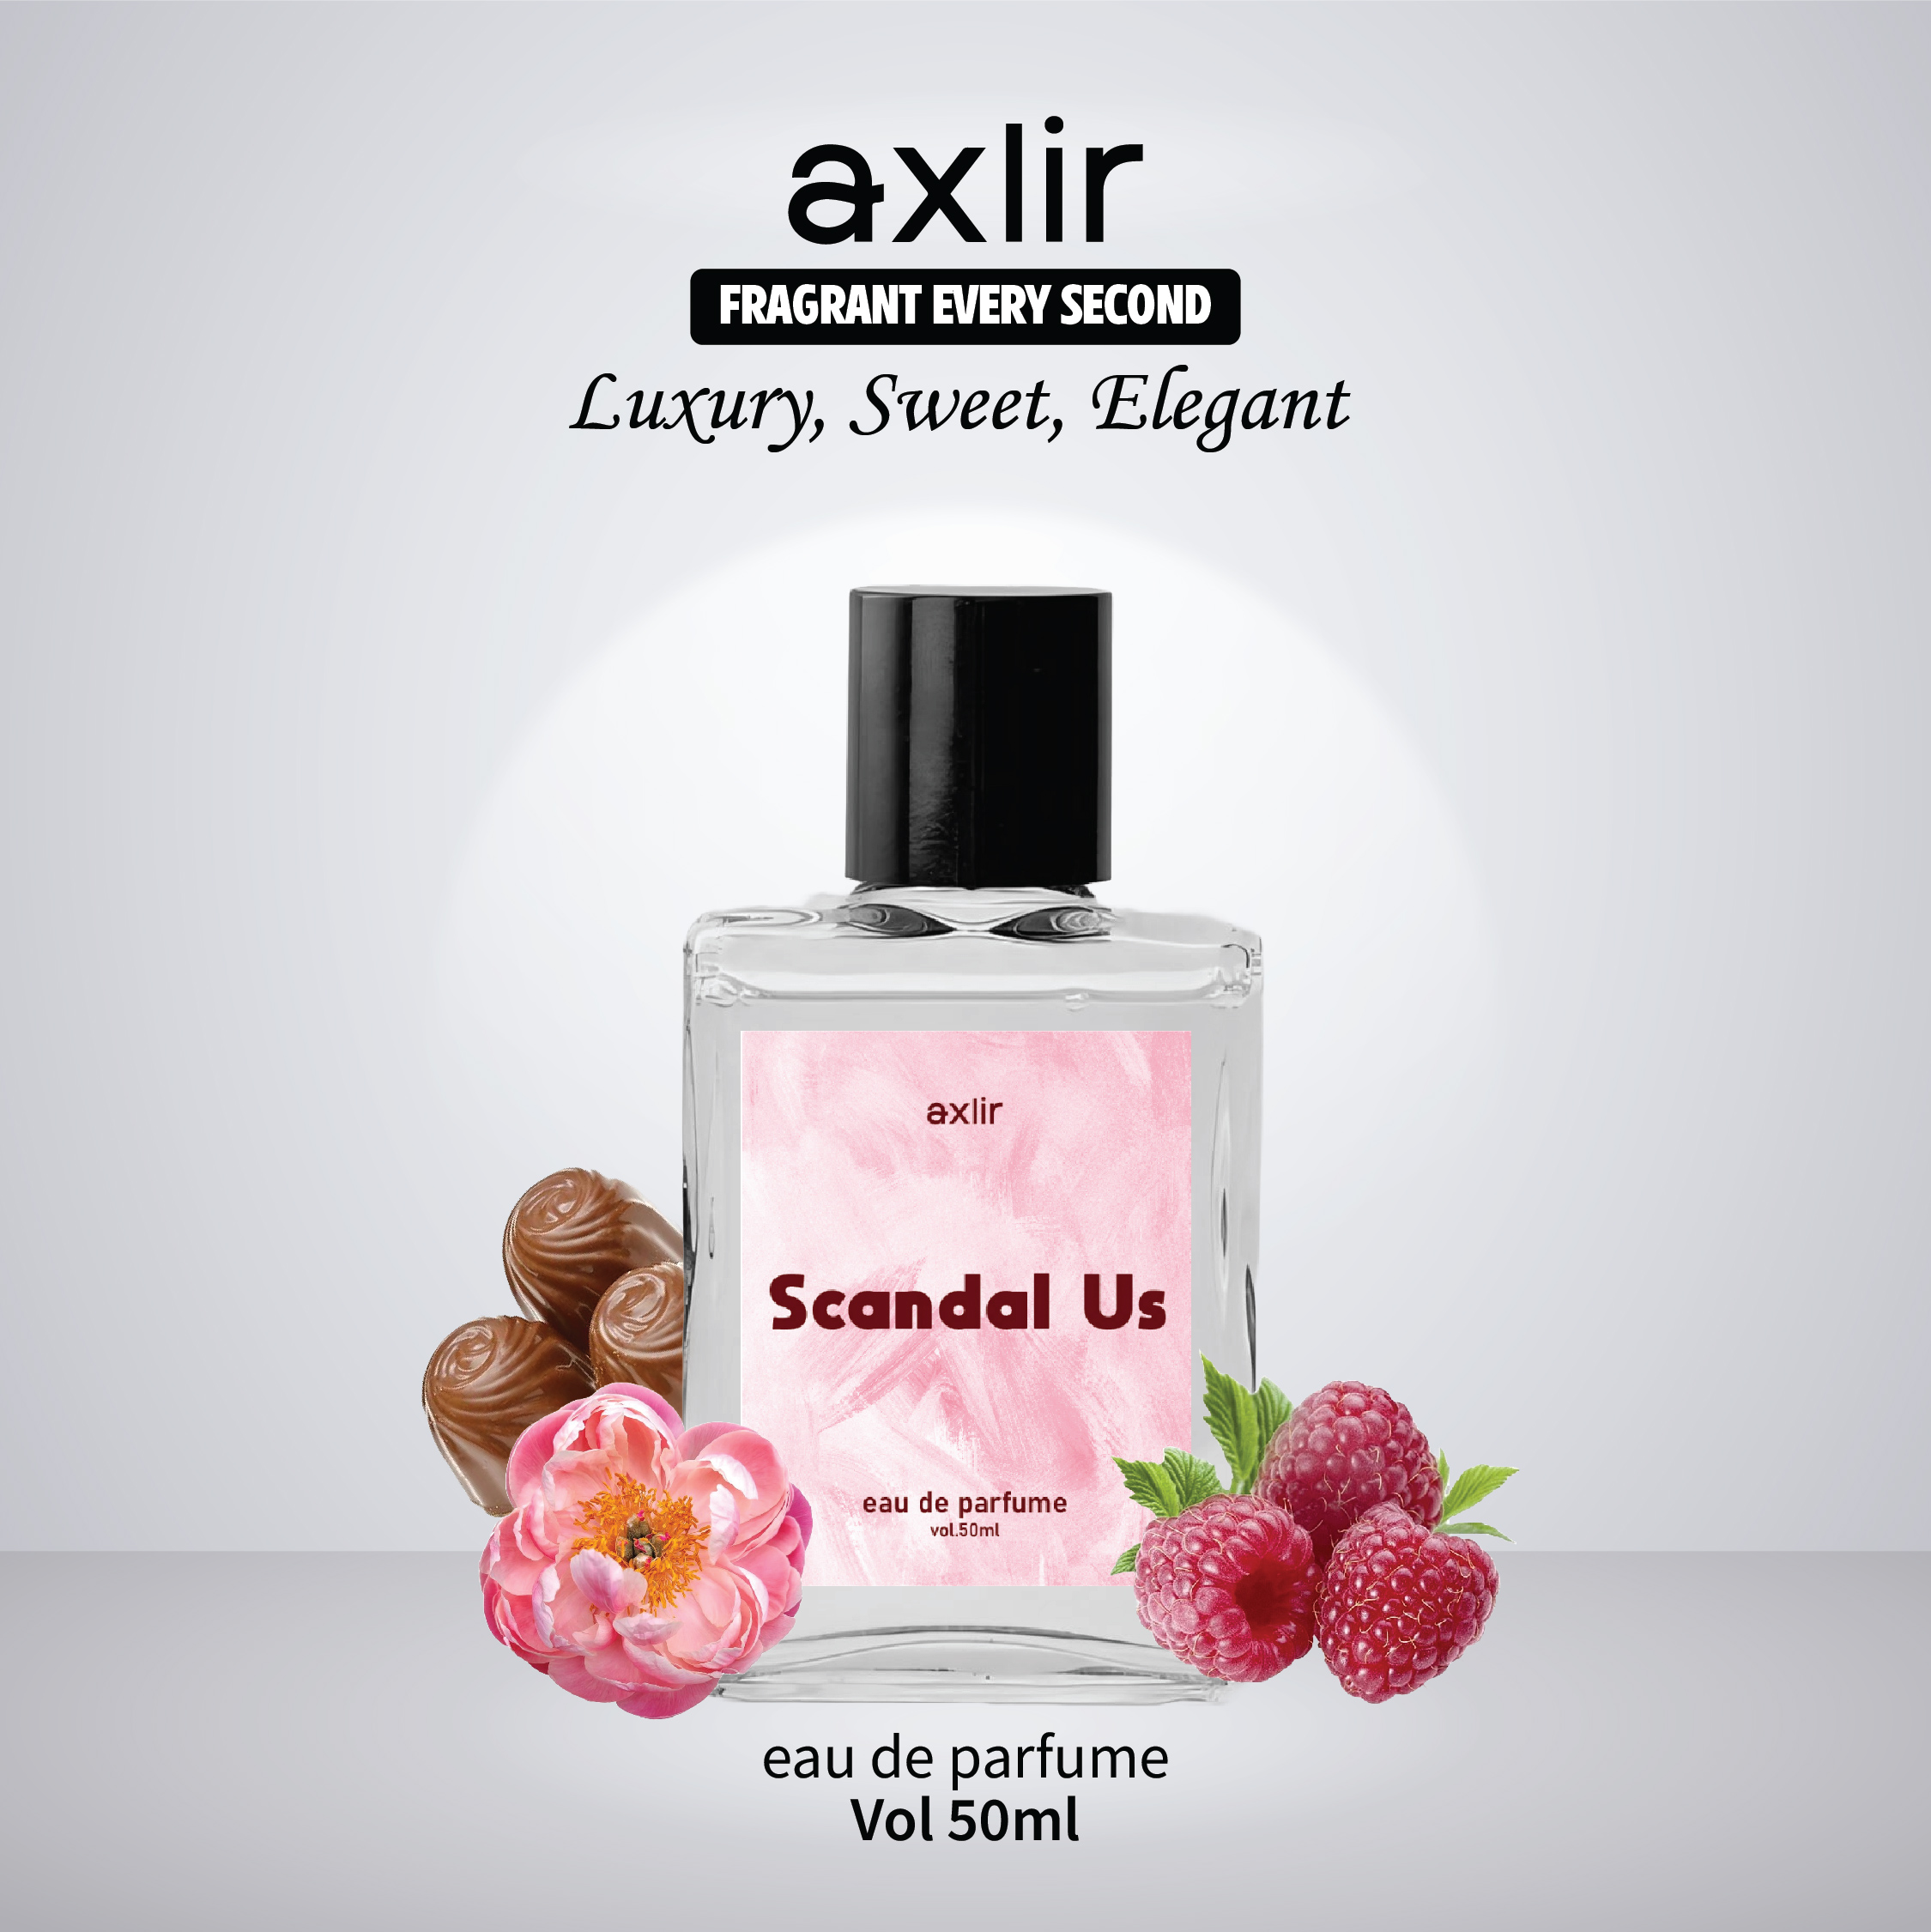 axlir
FRAGRANT EVERY SECOND
Luxury, Sweet, Elegant
axlir
Scandal Us
eau de parfume
vol.50ml
eau de parfume
Vol 50ml